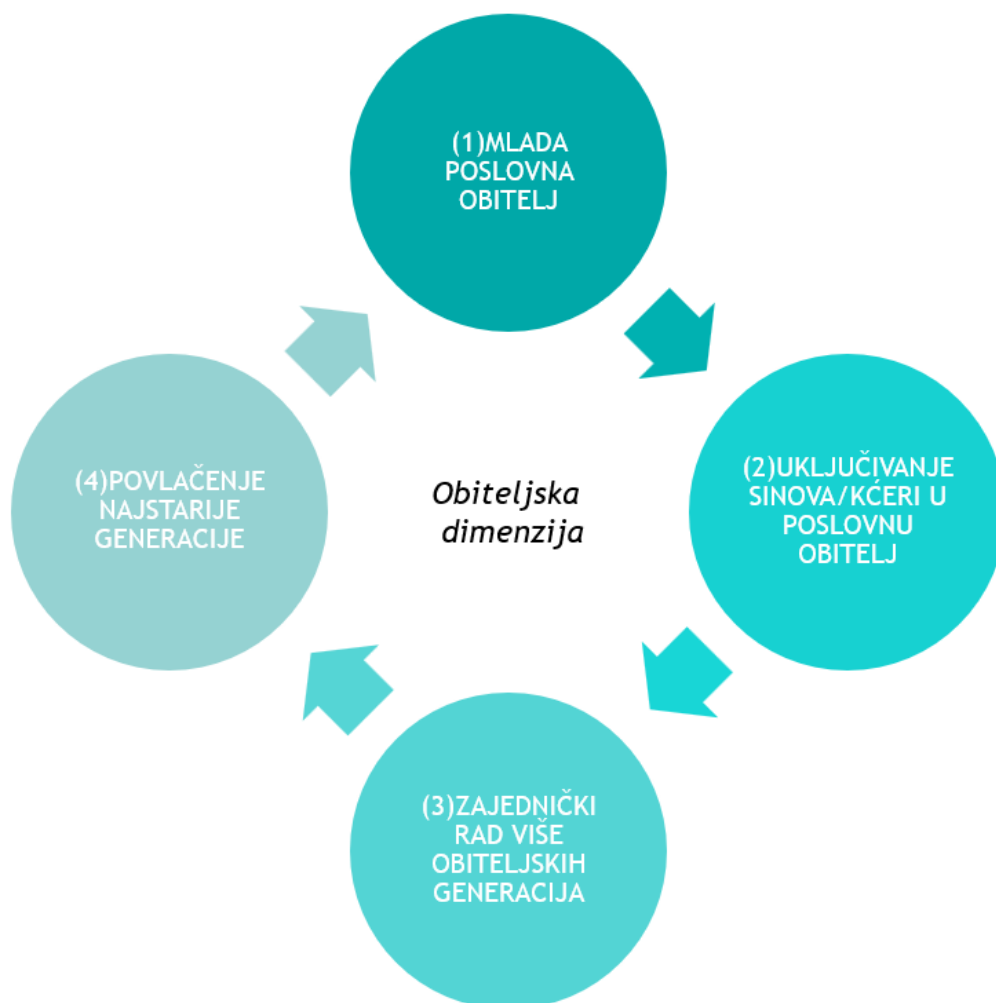 (1)MLADA
POSLOVNA
OBITELJ
(2)UKLJUČIVANJE
SINOVA/KĆERI U
POSLOVNU
OBITELJ
(3)ZAJEDNIČKI
RAD VIŠE
OBITELJSKIH
GENERACIJA
(4)POVLAČENJE
NAJSTARIJE
GENERACIJE
Obiteljska
dimenzija